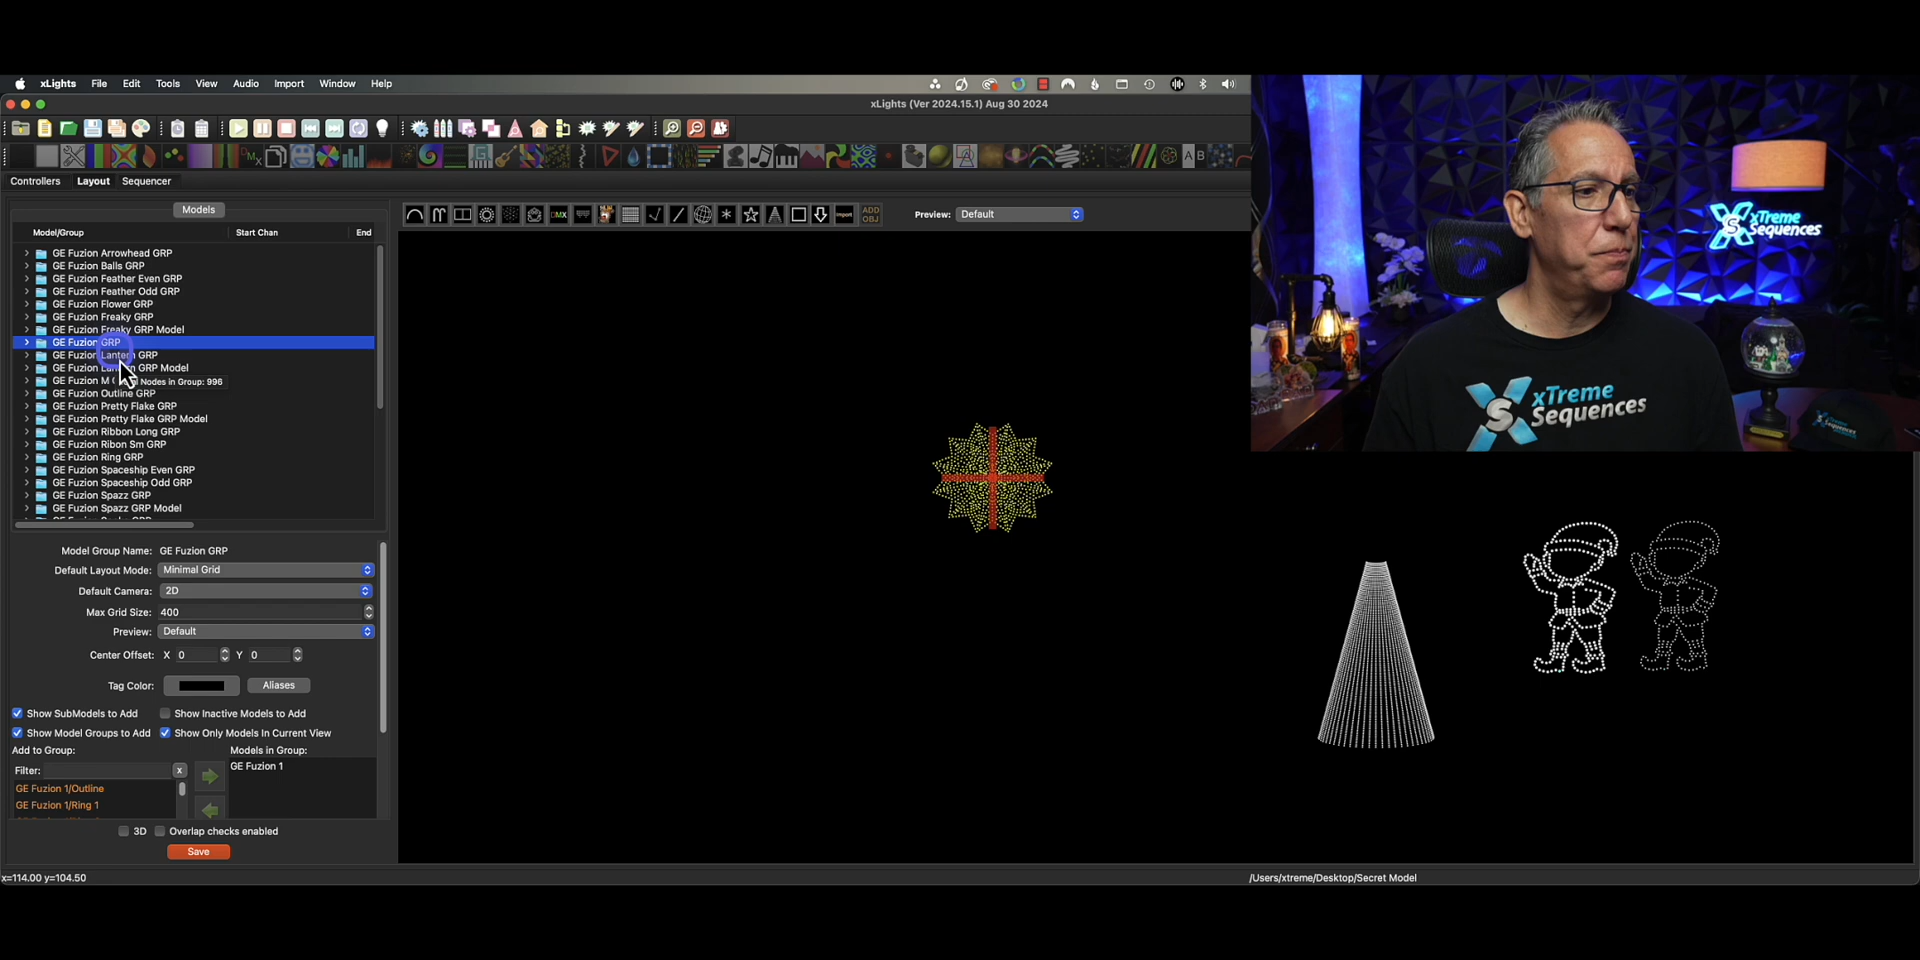 xLights File Edit Tools View Audio Import Window Help
xLights (Ver 2024.15.1) Aug 30 2024
Controllers Layout Sequencer
Models
DMX
Import
ADD OBJ
Preview: Default
Model/Group Start Chan End
GE Fuzion Arrowhead GRP
GE Fuzion Balls GRP
GE Fuzion Feather Even GRP
GE Fuzion Feather Odd GRP
GE Fuzion Flower GRP
GE Fuzion Freaky GRP
GE Fuzion Freaky GRP Model
GE Fuzion GRP
GE Fuzion Lantern GRP
GE Fuzion GRP Model
GE Fuzion M Nodes in Group: 996
GE Fuzion Outline GRP
GE Fuzion Pretty Flake GRP
GE Fuzion Pretty Flake GRP Model
GE Fuzion Ribbon Long GRP
GE Fuzion Ribon Sm GRP
GE Fuzion Ring GRP
GE Fuzion Spaceship Even GRP
GE Fuzion Spaceship Odd GRP
GE Fuzion Spazz GRP
GE Fuzion Spazz GRP Model
Model Group Name: GE Fuzion GRP
Default Layout Mode: Minimal Grid
Default Camera: 2D
Max Grid Size: 400
Preview: Default
Center Offset: X 0 Y 0
Tag Color: Aliases
Show SubModels to Add Show Inactive Models to Add
Show Model Groups to Add Show Only Models In Current View
Add to Group: Models in Group:
Filter: x GE Fuzion 1
GE Fuzion 1/Outline
GE Fuzion 1/Ring 1
3D Overlap checks enabled
Save
x=114.00 y=104.50
/Users/xtreme/Desktop/Secret Model
xTreme
Sequences
xTreme
Sequences